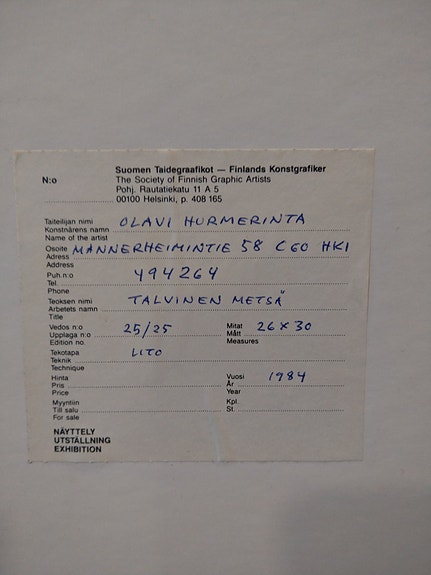 Suomen Taidegraafikot — Finlands Konstgrafiker
N:o The Society of Finnish Graphic Artists
Pohj. Rautatiekatu 11 A 5
00100 Helsinki, p. 408 165
Taiteilijan nimi
Konstnärens namn OLAVI HURMERINTA
Name of the artist
Osoite MANNERHEIMINTIE 58 C60 HKI
Adress
Address
Puh.n:o
Tel 494264
Phone
Teoksen nimi
Arbetets namn TALVINEN METSÄ
Title
Vedos n:o Mitat
Upplaga n:o 25/25 Mått 26 x 30
Edition no. Measures
Tekotapa
Teknik LITO
Technique
Hinta Vuosi
Pris År 1984
Price Year
Myyntiin Kpl.
Till salu St.
For sale
NÄYTTELY
UTSTÄLLNING
EXHIBITION